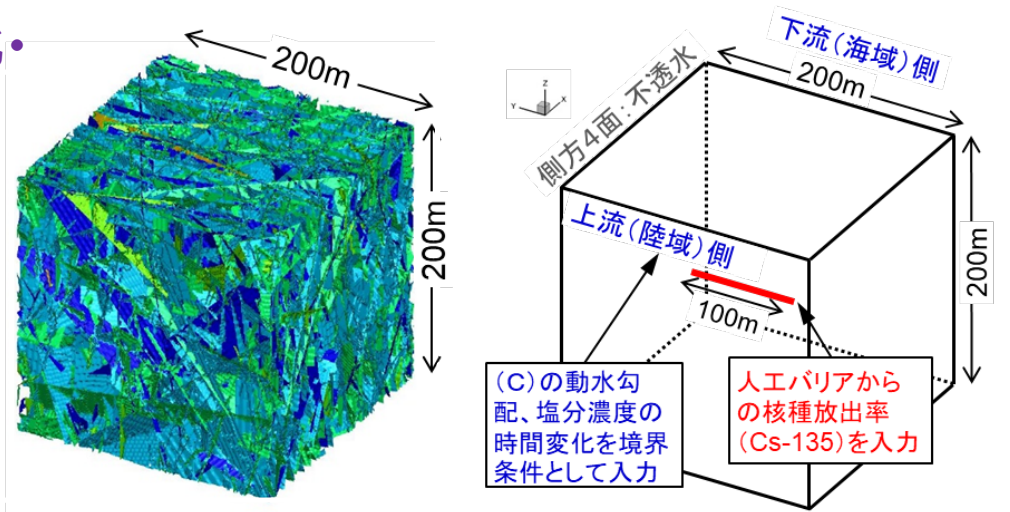 200m
200m
下流(海域)側
200m
Z
Y
X
側方4面:不透水
上流(陸域)側
200m
100m
(C)の動水勾
配、塩分濃度の
時間変化を境界
条件として入力
人工バリアから
の核種放出率
(Cs-135)を入力